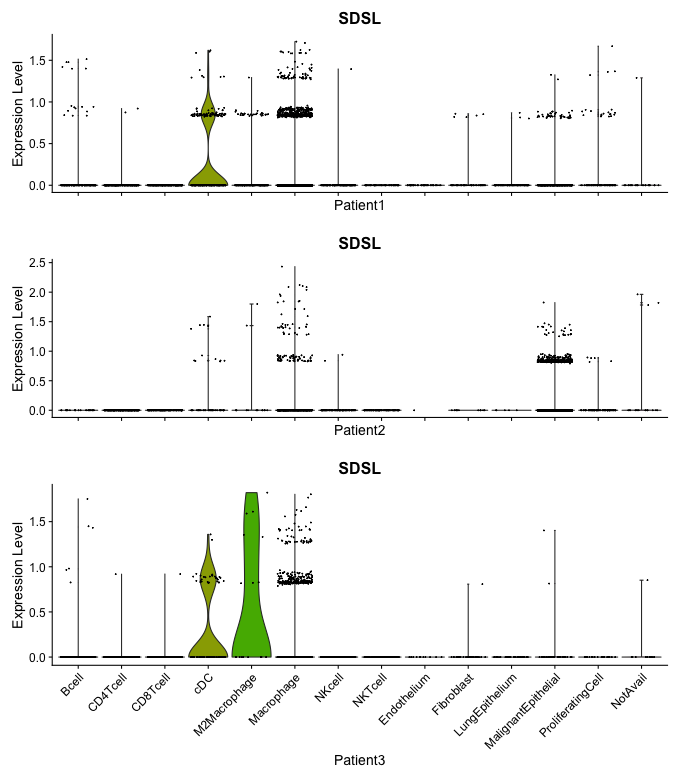 SDSL
Expression Level
1.5
1.0
0.5
0.0
Patient1
SDSL
Expression Level
2.5
2.0
1.5
1.0
0.5
0.0
Patient2
SDSL
Expression Level
1.5
1.0
0.5
0.0
Bcell
CD4Tcell
CD8Tcell
cDC
M2Macrophage
Macrophage
NKcell
NKTcell
Endothelium
Fibroblast
LungEpithelium
MalignantEpithelial
ProliferatingCell
NotAvail
Patient3